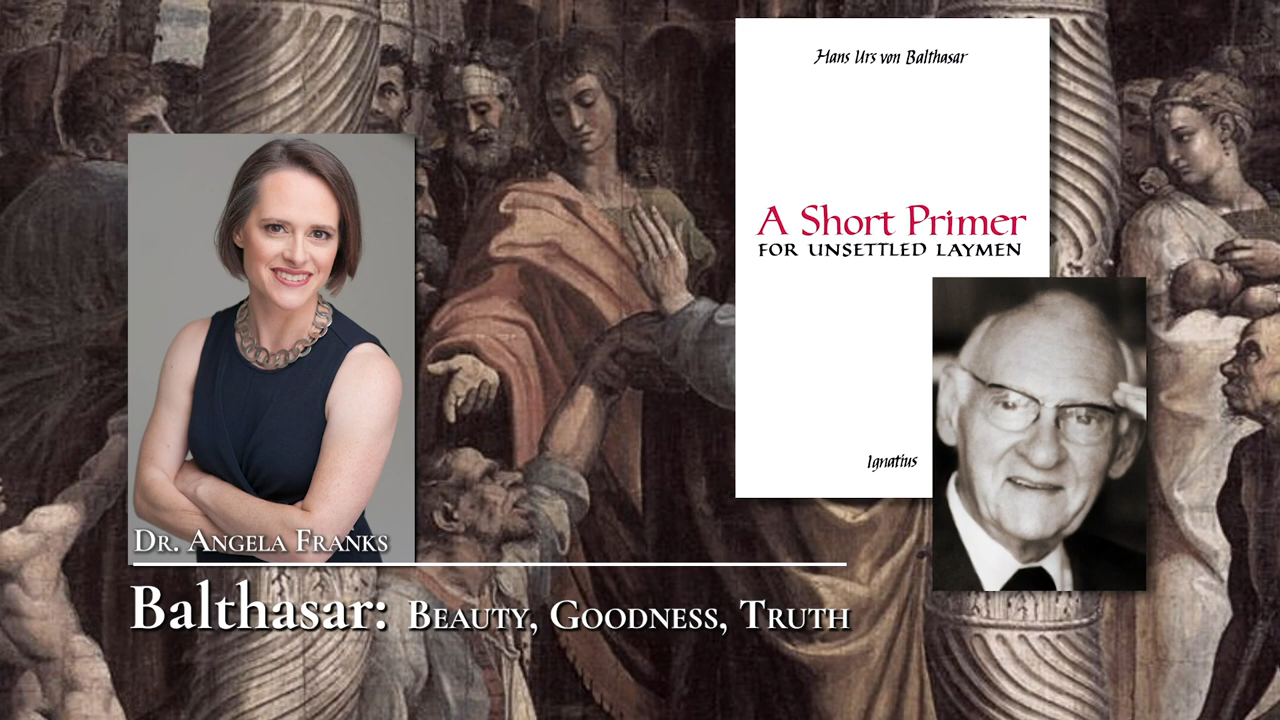 Hans Urs von Balthasar
A Short Primer
FOR UNSETTLED LAYMEN
Ignatius
Dr. Angela Franks
Balthasar: Beauty, Goodness, Truth